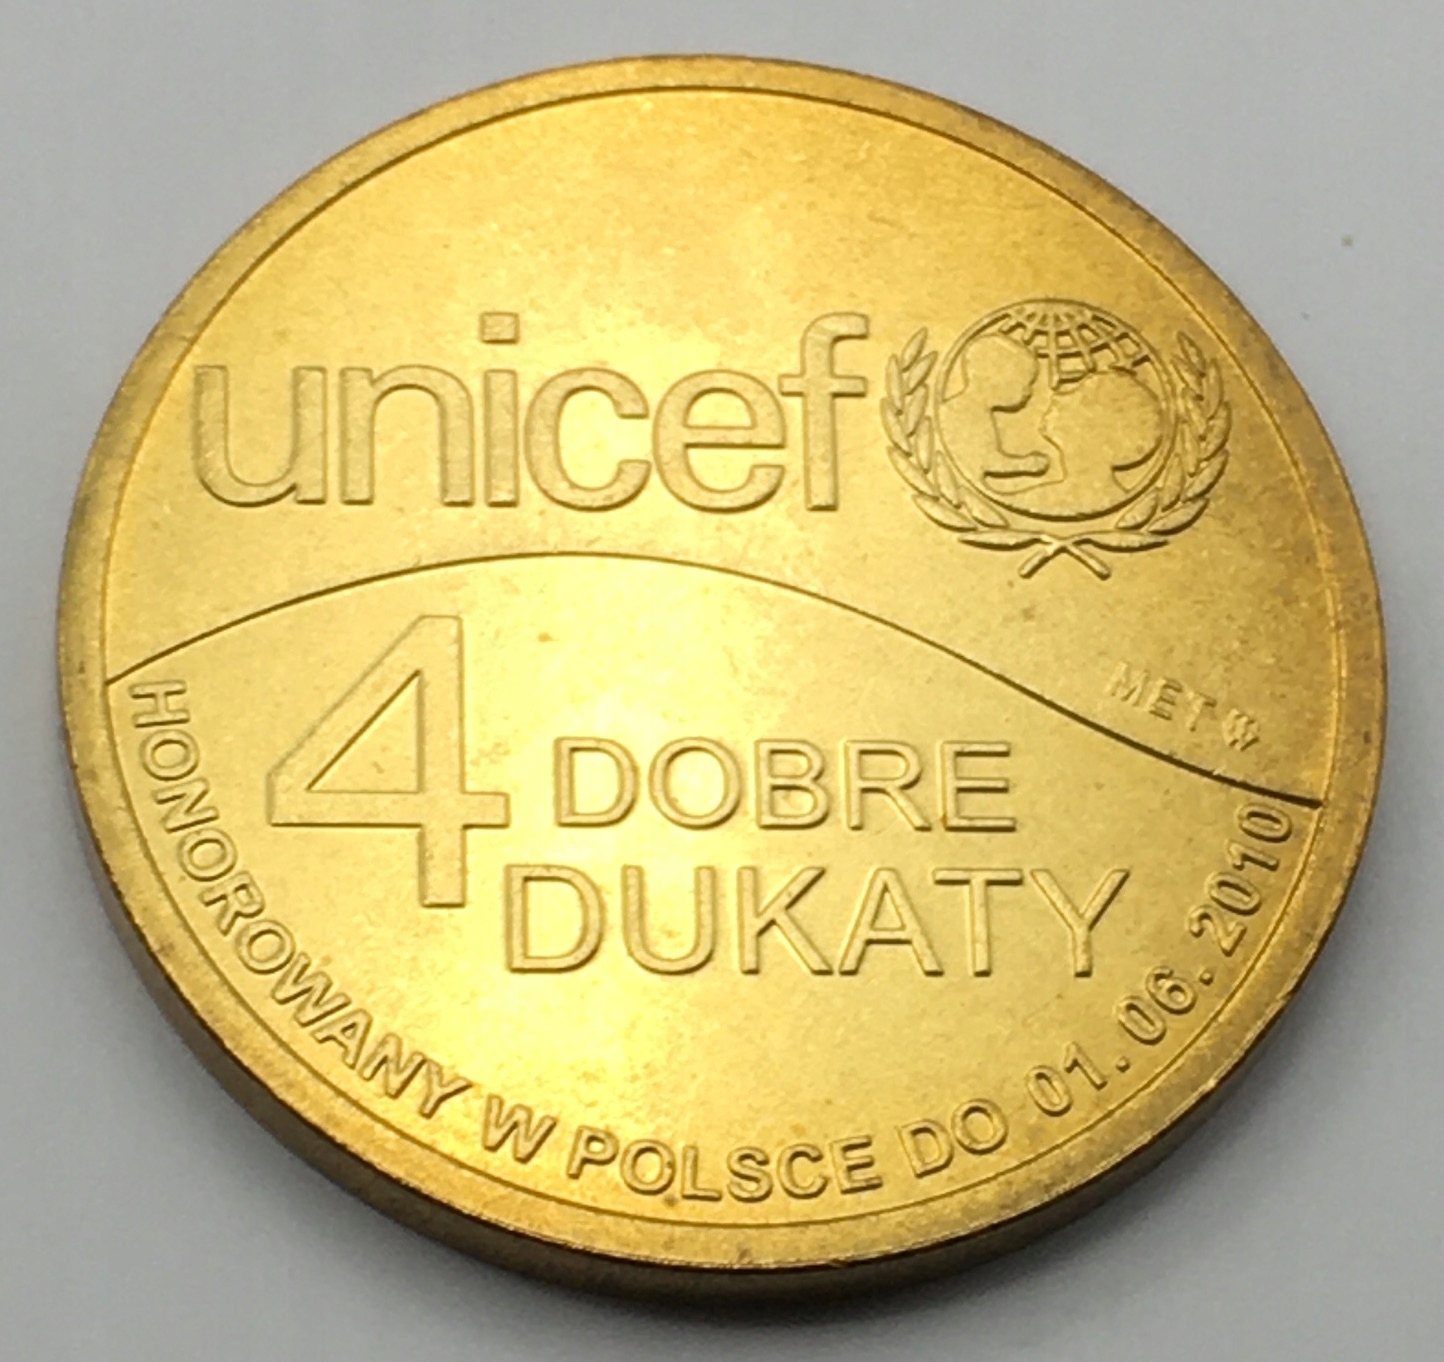 unicef
4 DOBRE
DUKATY
MET W
HONOROWANY W POLSCE DO 01.06.2010